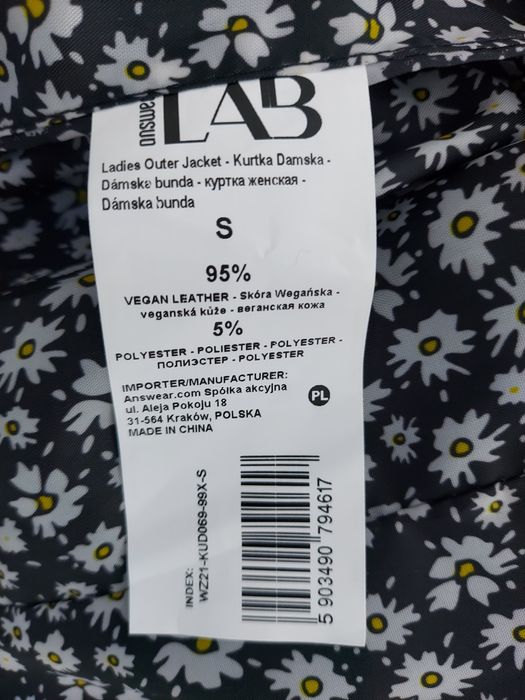 answear
LAB
Ladies Outer Jacket - Kurtka Damska -
Dámske bunda - куртка женская -
Dámska bunda
S
95%
VEGAN LEATHER - Skóra Wegańska -
veganská kůže - веганская кожа
5%
POLYESTER - POLIESTER - POLYESTER -
ПОЛИЭСТЕР - POLYESTER
IMPORTER/MANUFACTURER:
Answear.com Spólka akcyjna
ul. Aleja Pokoju 18
31-564 Kraków, POLSKA
MADE IN CHINA
PL
INDEX:
WZ21-KUD069-99X-S
5 903490 794617